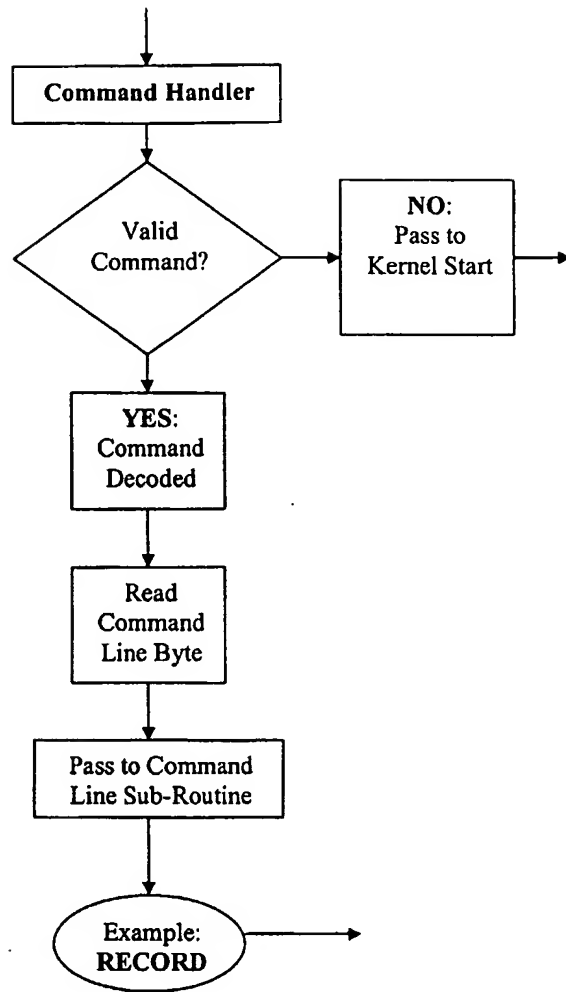 Command Handler
Valid
Command?
NO:
Pass to
Kernel Start
YES:
Command
Decoded
Read
Command
Line Byte
Pass to Command
Line Sub-Routine
Example:
RECORD